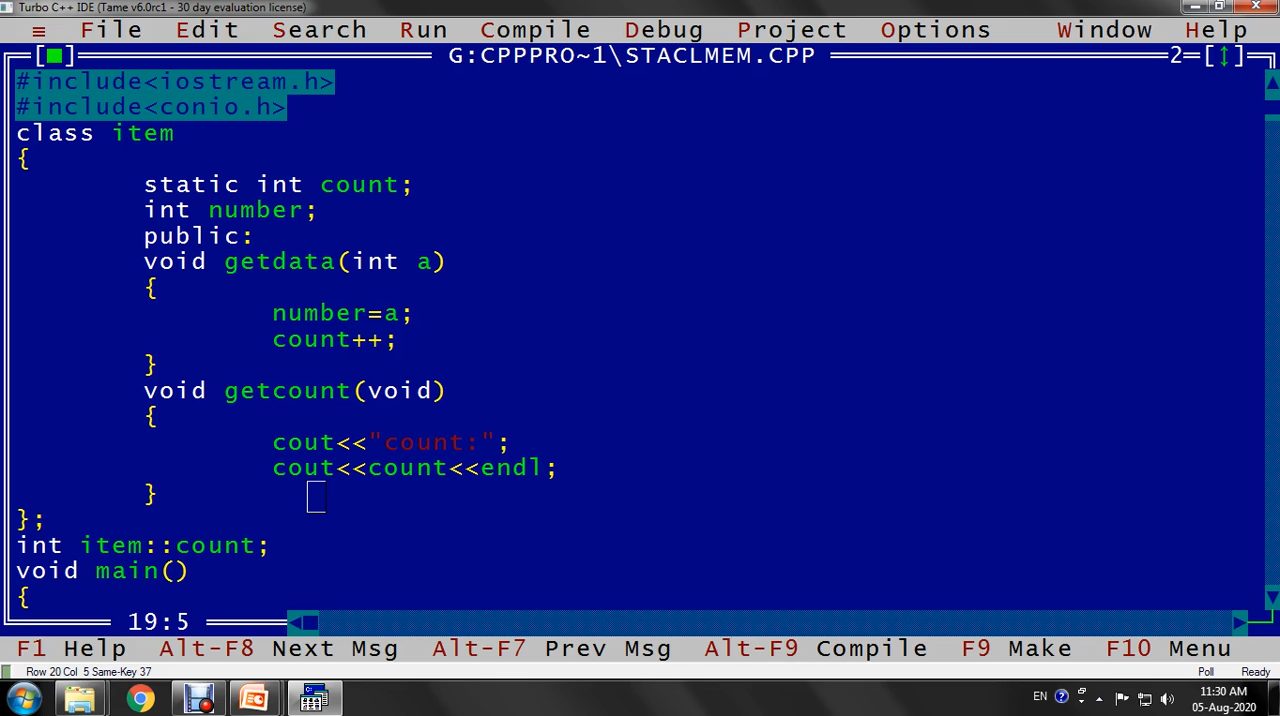 Turbo C++ IDE (Tame v6.0rc1 - 30 day evaluation license)
≡ File Edit Search Run Compile Debug Project Options Window Help
[■] G:CPPPRO~1\STACLMEM.CPP 2=[↕]
#include<iostream.h>
#include<conio.h>
class item
{
static int count;
int number;
public:
void getdata(int a)
{
number=a;
count++;
}
void getcount(void)
{
cout<<"count:";
cout<<count<<endl;
}
};
int item::count;
void main()
{
19:5
F1 Help Alt-F8 Next Msg Alt-F7 Prev Msg Alt-F9 Compile F9 Make F10 Menu
Row 20 Col 5 Same-Key 37 Poll Ready
EN 11:30 AM
05-Aug-2020